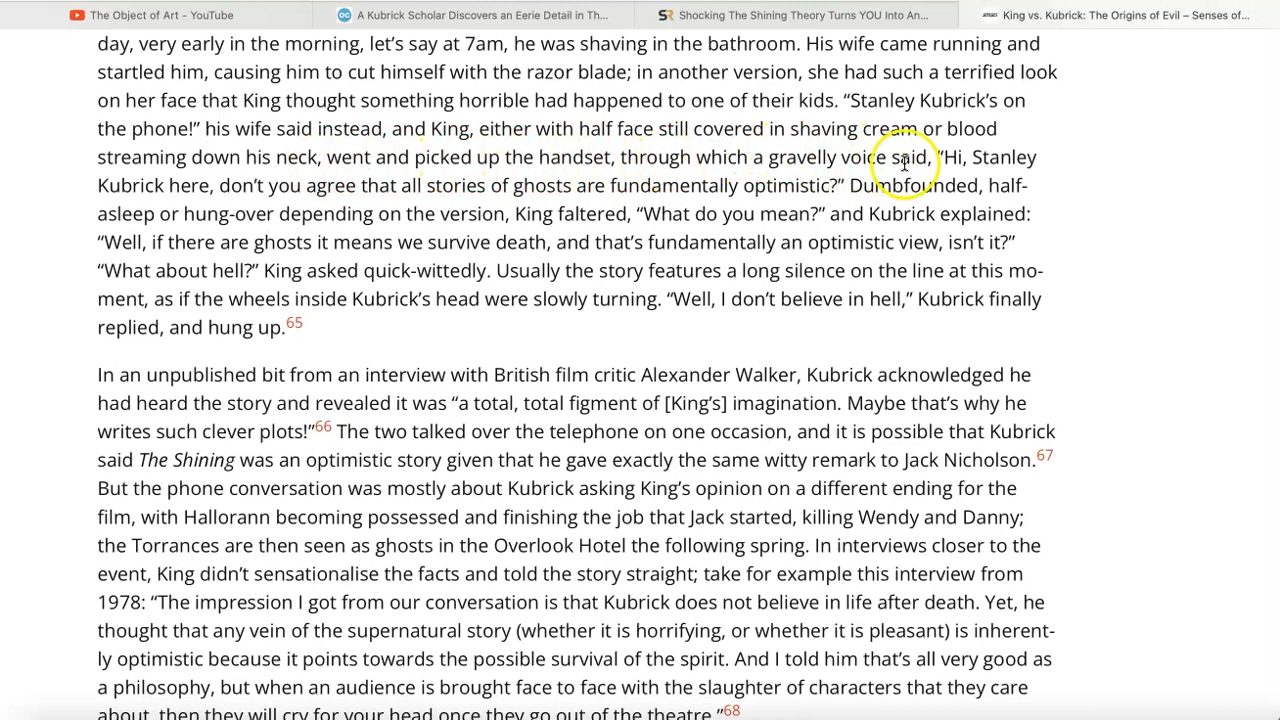 The Object of Art - YouTube
A Kubrick Scholar Discovers an Eerie Detail in Th...
SR Shocking The Shining Theory Turns YOU Into An...
King vs. Kubrick: The Origins of Evil – Senses of...
day, very early in the morning, let’s say at 7am, he was shaving in the bathroom. His wife came running and
startled him, causing him to cut himself with the razor blade; in another version, she had such a terrified look
on her face that King thought something horrible had happened to one of their kids. “Stanley Kubrick’s on
the phone!” his wife said instead, and King, either with half face still covered in shaving cream or blood
streaming down his neck, went and picked up the handset, through which a gravelly voice said, “Hi, Stanley
Kubrick here, don’t you agree that all stories of ghosts are fundamentally optimistic?” Dumbfounded, half-
asleep or hung-over depending on the version, King faltered, “What do you mean?” and Kubrick explained:
“Well, if there are ghosts it means we survive death, and that’s fundamentally an optimistic view, isn’t it?”
“What about hell?” King asked quick-wittedly. Usually the story features a long silence on the line at this mo-
ment, as if the wheels inside Kubrick’s head were slowly turning. “Well, I don’t believe in hell,” Kubrick finally
replied, and hung up.65
In an unpublished bit from an interview with British film critic Alexander Walker, Kubrick acknowledged he
had heard the story and revealed it was “a total, total figment of [King’s] imagination. Maybe that’s why he
writes such clever plots!”66 The two talked over the telephone on one occasion, and it is possible that Kubrick
said The Shining was an optimistic story given that he gave exactly the same witty remark to Jack Nicholson.67
But the phone conversation was mostly about Kubrick asking King’s opinion on a different ending for the
film, with Hallorann becoming possessed and finishing the job that Jack started, killing Wendy and Danny;
the Torrances are then seen as ghosts in the Overlook Hotel the following spring. In interviews closer to the
event, King didn’t sensationalise the facts and told the story straight; take for example this interview from
1978: “The impression I got from our conversation is that Kubrick does not believe in life after death. Yet, he
thought that any vein of the supernatural story (whether it is horrifying, or whether it is pleasant) is inherent-
ly optimistic because it points towards the possible survival of the spirit. And I told him that’s all very good as
a philosophy, but when an audience is brought face to face with the slaughter of characters that they care
about, then they will cry for your head once they go out of the theatre.”68